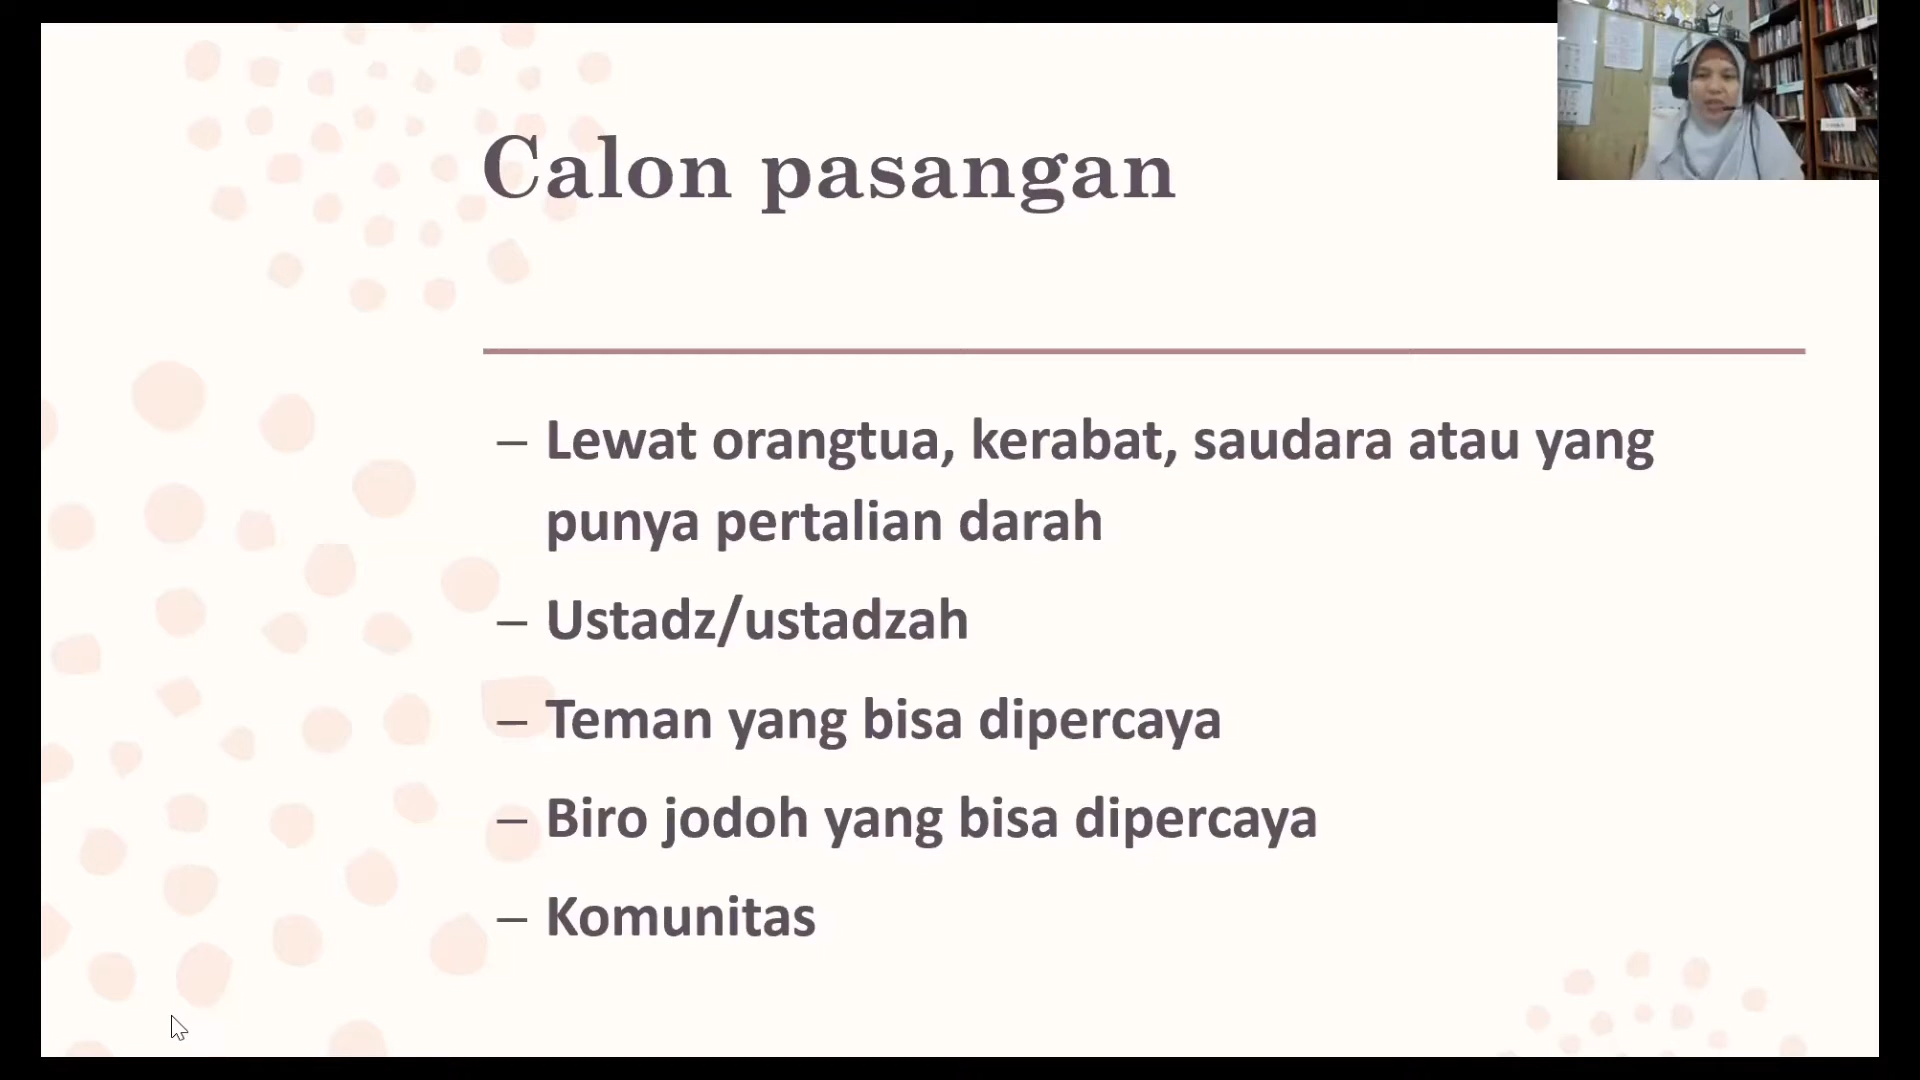 Calon pasangan
– Lewat orangtua, kerabat, saudara atau yang
punya pertalian darah
– Ustadz/ustadzah
– Teman yang bisa dipercaya
– Biro jodoh yang bisa dipercaya
– Komunitas